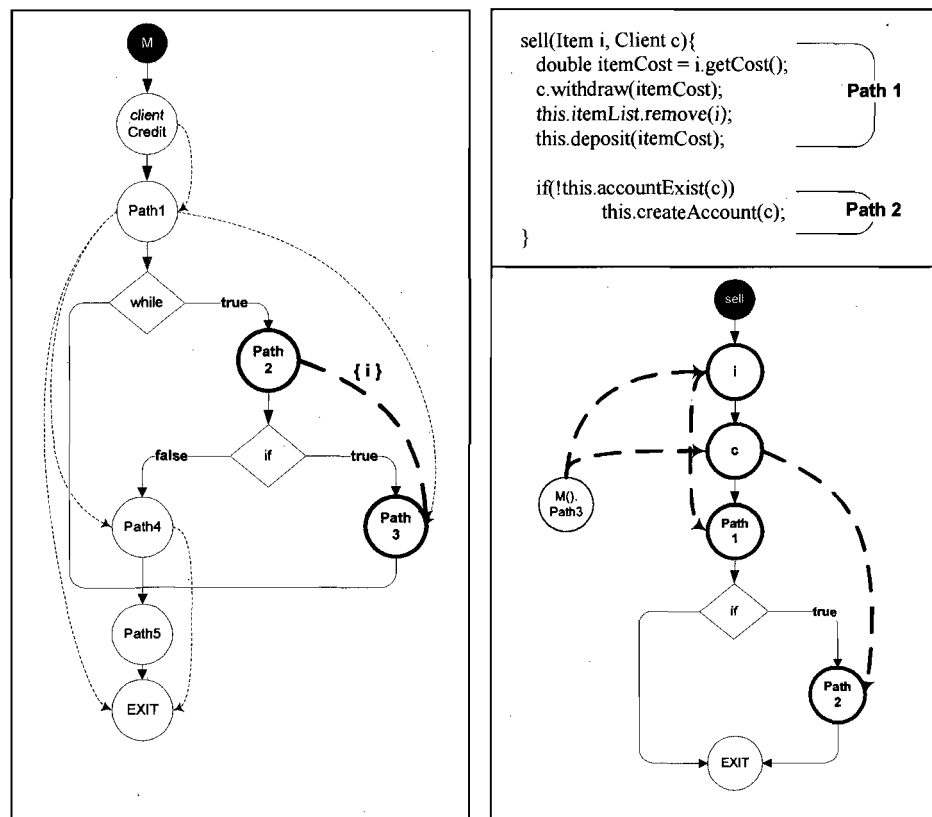 M
client
Credit
Path1
while
true
Path
2
{ i }
if
false
true
Path4
Path
3
Path5
EXIT
sell(Item i, Client c){
double itemCost = i.getCost();
c.withdraw(itemCost);
this.itemList.remove(i);
this.deposit(itemCost);
Path 1
if(!this.accountExist(c))
this.createAccount(c);
Path 2
}
sell
i
c
M().
Path3
Path
1
if
true
Path
2
EXIT